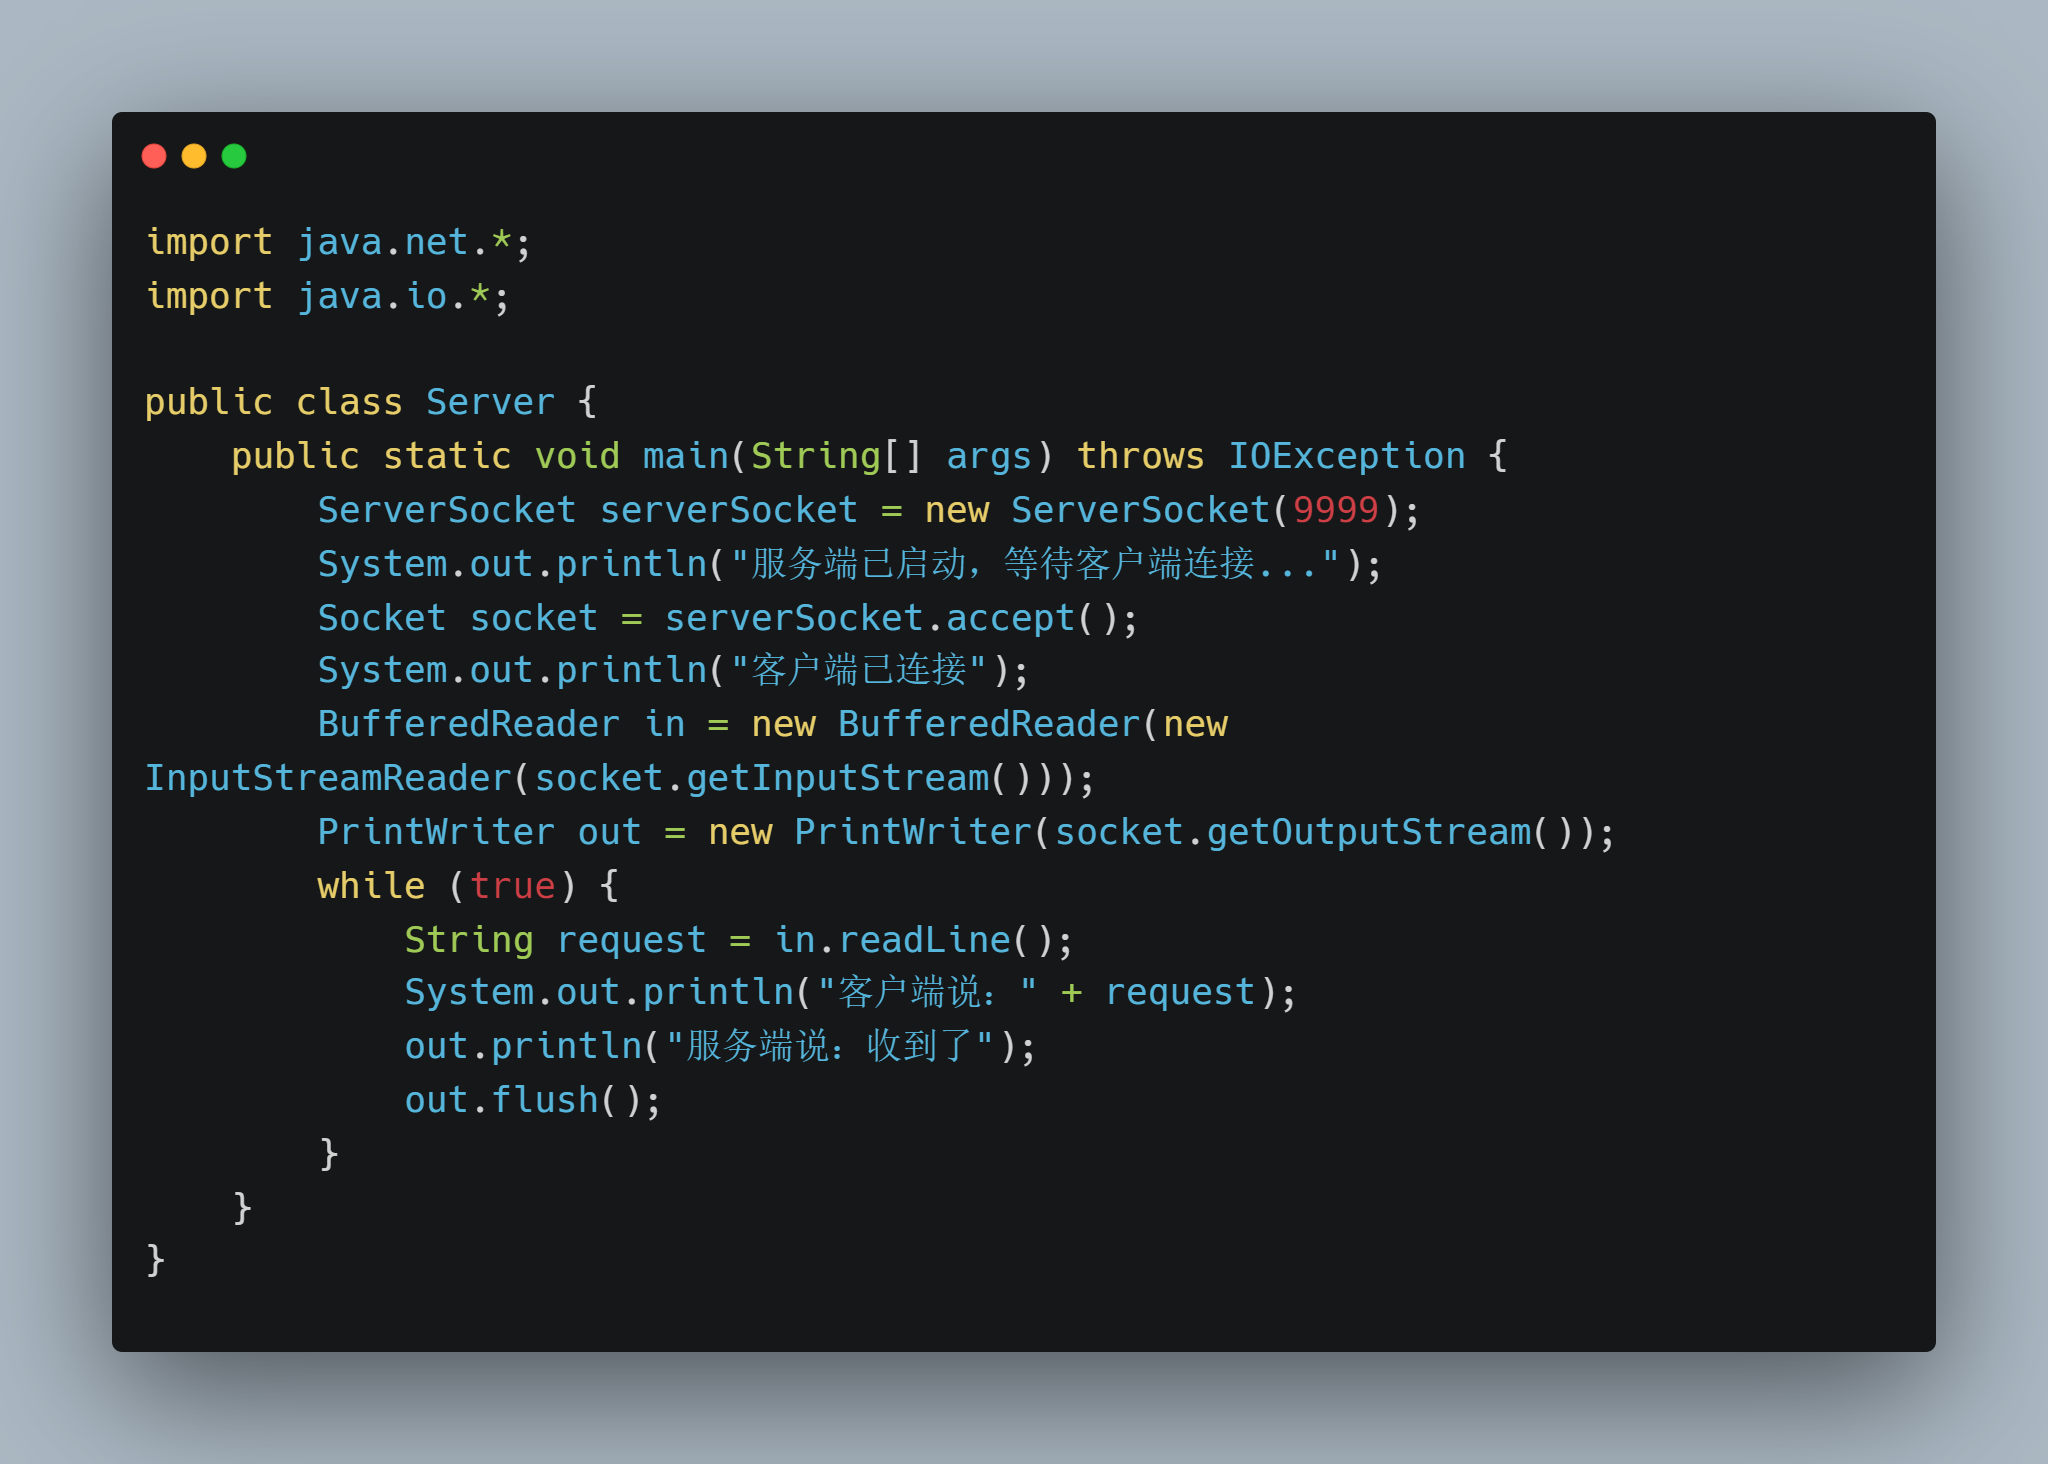 import java.net.*;
import java.io.*;

public class Server {
    public static void main(String[] args) throws IOException {
        ServerSocket serverSocket = new ServerSocket(9999);
        System.out.println("服务端已启动，等待客户端连接...");
        Socket socket = serverSocket.accept();
        System.out.println("客户端已连接");
        BufferedReader in = new BufferedReader(new
InputStreamReader(socket.getInputStream()));
        PrintWriter out = new PrintWriter(socket.getOutputStream());
        while (true) {
            String request = in.readLine();
            System.out.println("客户端说：" + request);
            out.println("服务端说：收到了");
            out.flush();
        }
    }
}